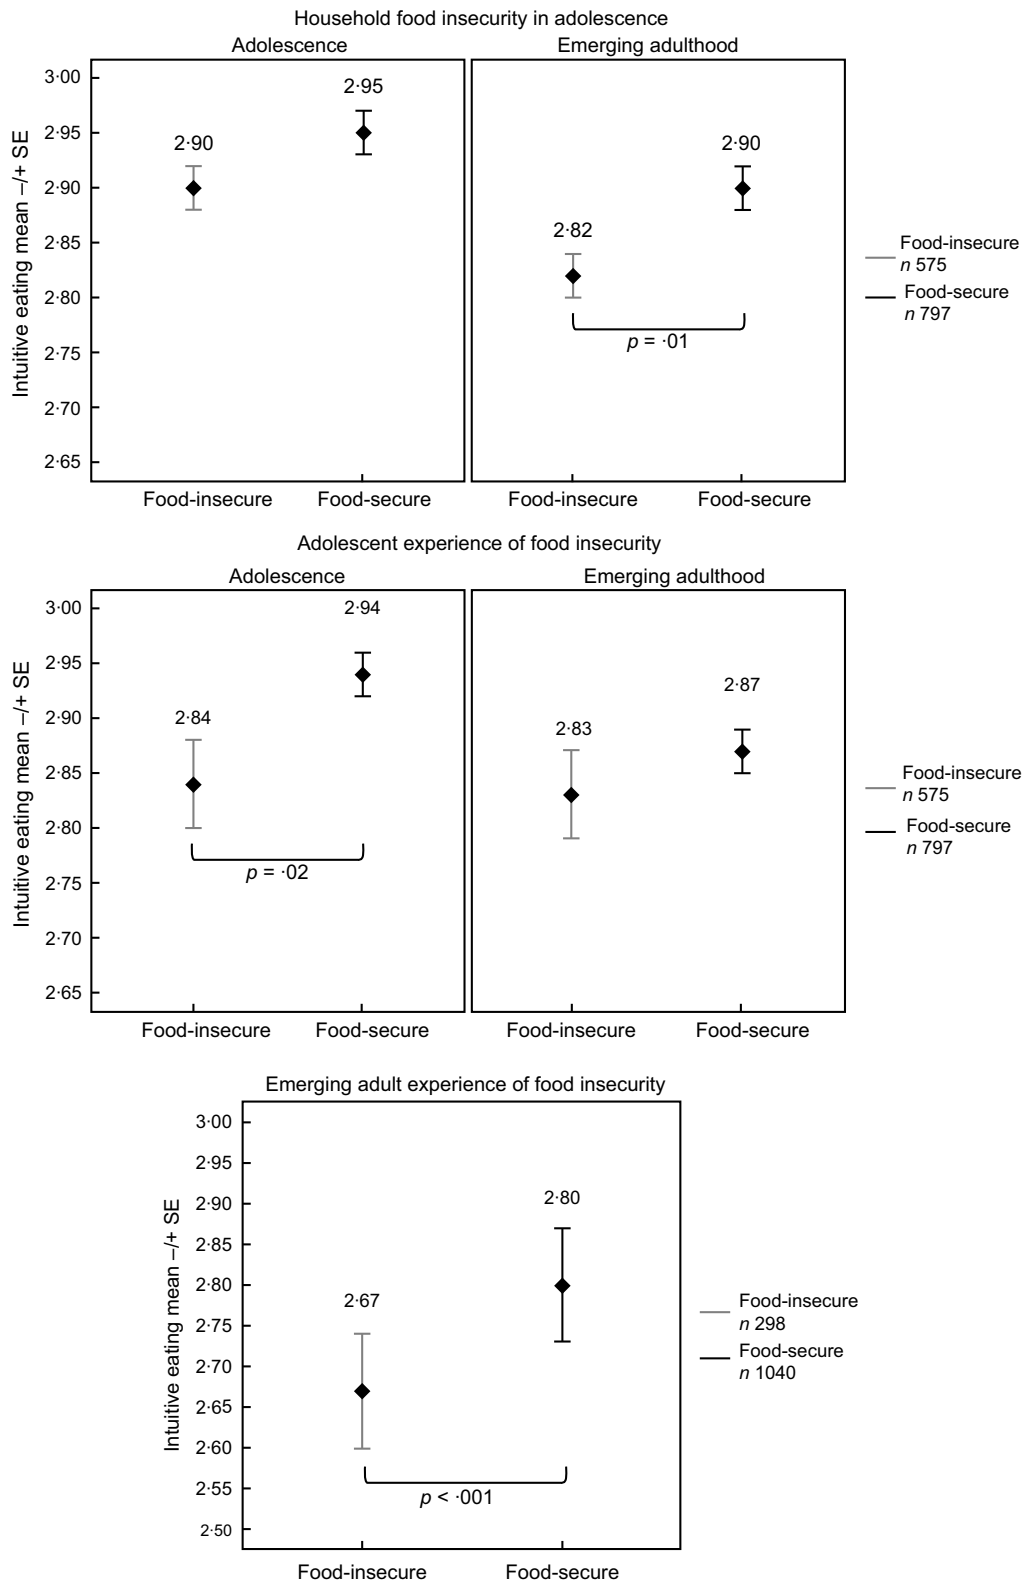 Household food insecurity in adolescence
Adolescence
Emerging adulthood
Intuitive eating mean –/+ SE
3·00
2·95
2·90
2·85
2·80
2·75
2·70
2·65
2·90
2·95
2·82
2·90
p = ·01
Food-insecure
Food-secure
Food-insecure
Food-secure
Food-insecure
n 575
Food-secure
n 797
Adolescent experience of food insecurity
Adolescence
Emerging adulthood
Intuitive eating mean –/+ SE
3·00
2·95
2·90
2·85
2·80
2·75
2·70
2·65
2·84
2·94
p = ·02
2·83
2·87
Food-insecure
Food-secure
Food-insecure
Food-secure
Food-insecure
n 575
Food-secure
n 797
Emerging adult experience of food insecurity
Intuitive eating mean –/+ SE
3·00
2·95
2·90
2·85
2·80
2·75
2·70
2·65
2·60
2·55
2·50
2·67
2·80
p < ·001
Food-insecure
Food-secure
Food-insecure
n 298
Food-secure
n 1040